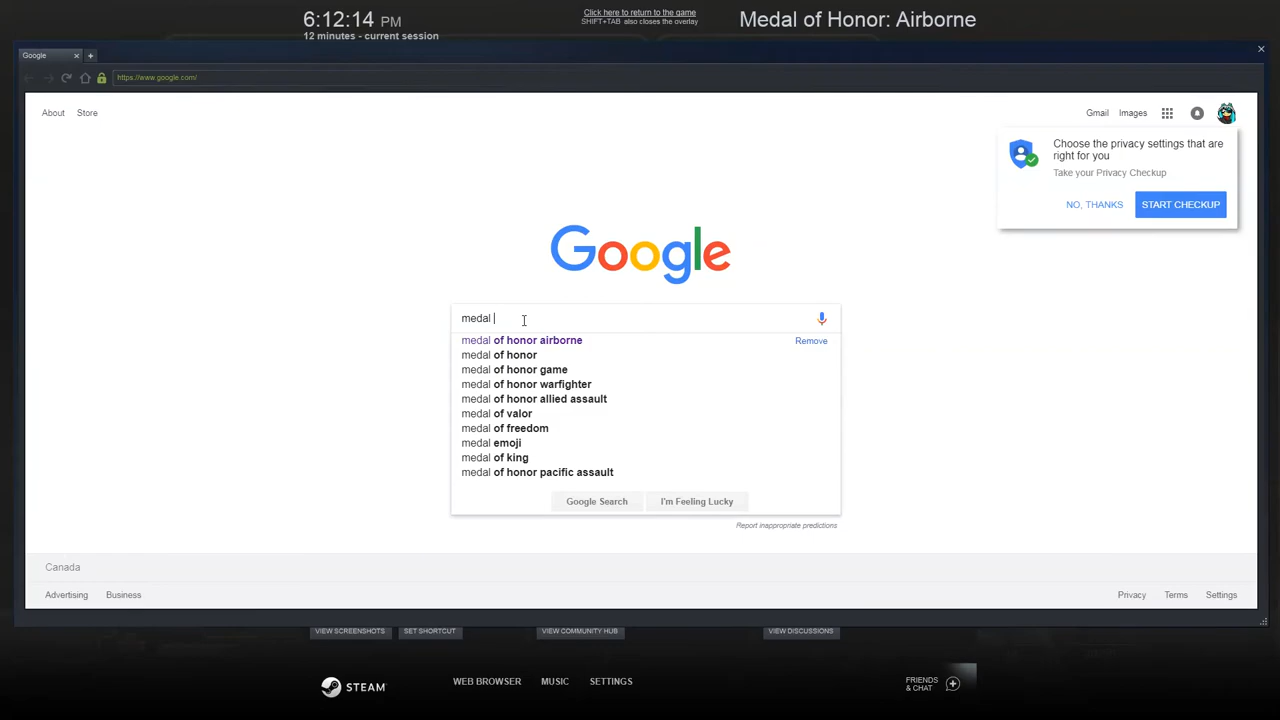 6:12:14 PM
12 minutes - current session
Click here to return to the game
SHIFT+TAB also closes the overlay
Medal of Honor: Airborne
Google
https://www.google.com/
About Store
Gmail Images
Choose the privacy settings that are
right for you
Take your Privacy Checkup
NO, THANKS START CHECKUP
Google
medal
medal of honor airborne Remove
medal of honor
medal of honor game
medal of honor warfighter
medal of honor allied assault
medal of valor
medal of freedom
medal emoji
medal of king
medal of honor pacific assault
Google Search I'm Feeling Lucky
Report inappropriate predictions
Canada
Advertising Business
Privacy Terms Settings
VIEW SCREENSHOTS SET SHORTCUT VIEW COMMUNITY HUB VIEW DISCUSSIONS
STEAM WEB BROWSER MUSIC SETTINGS
FRIENDS
& CHAT